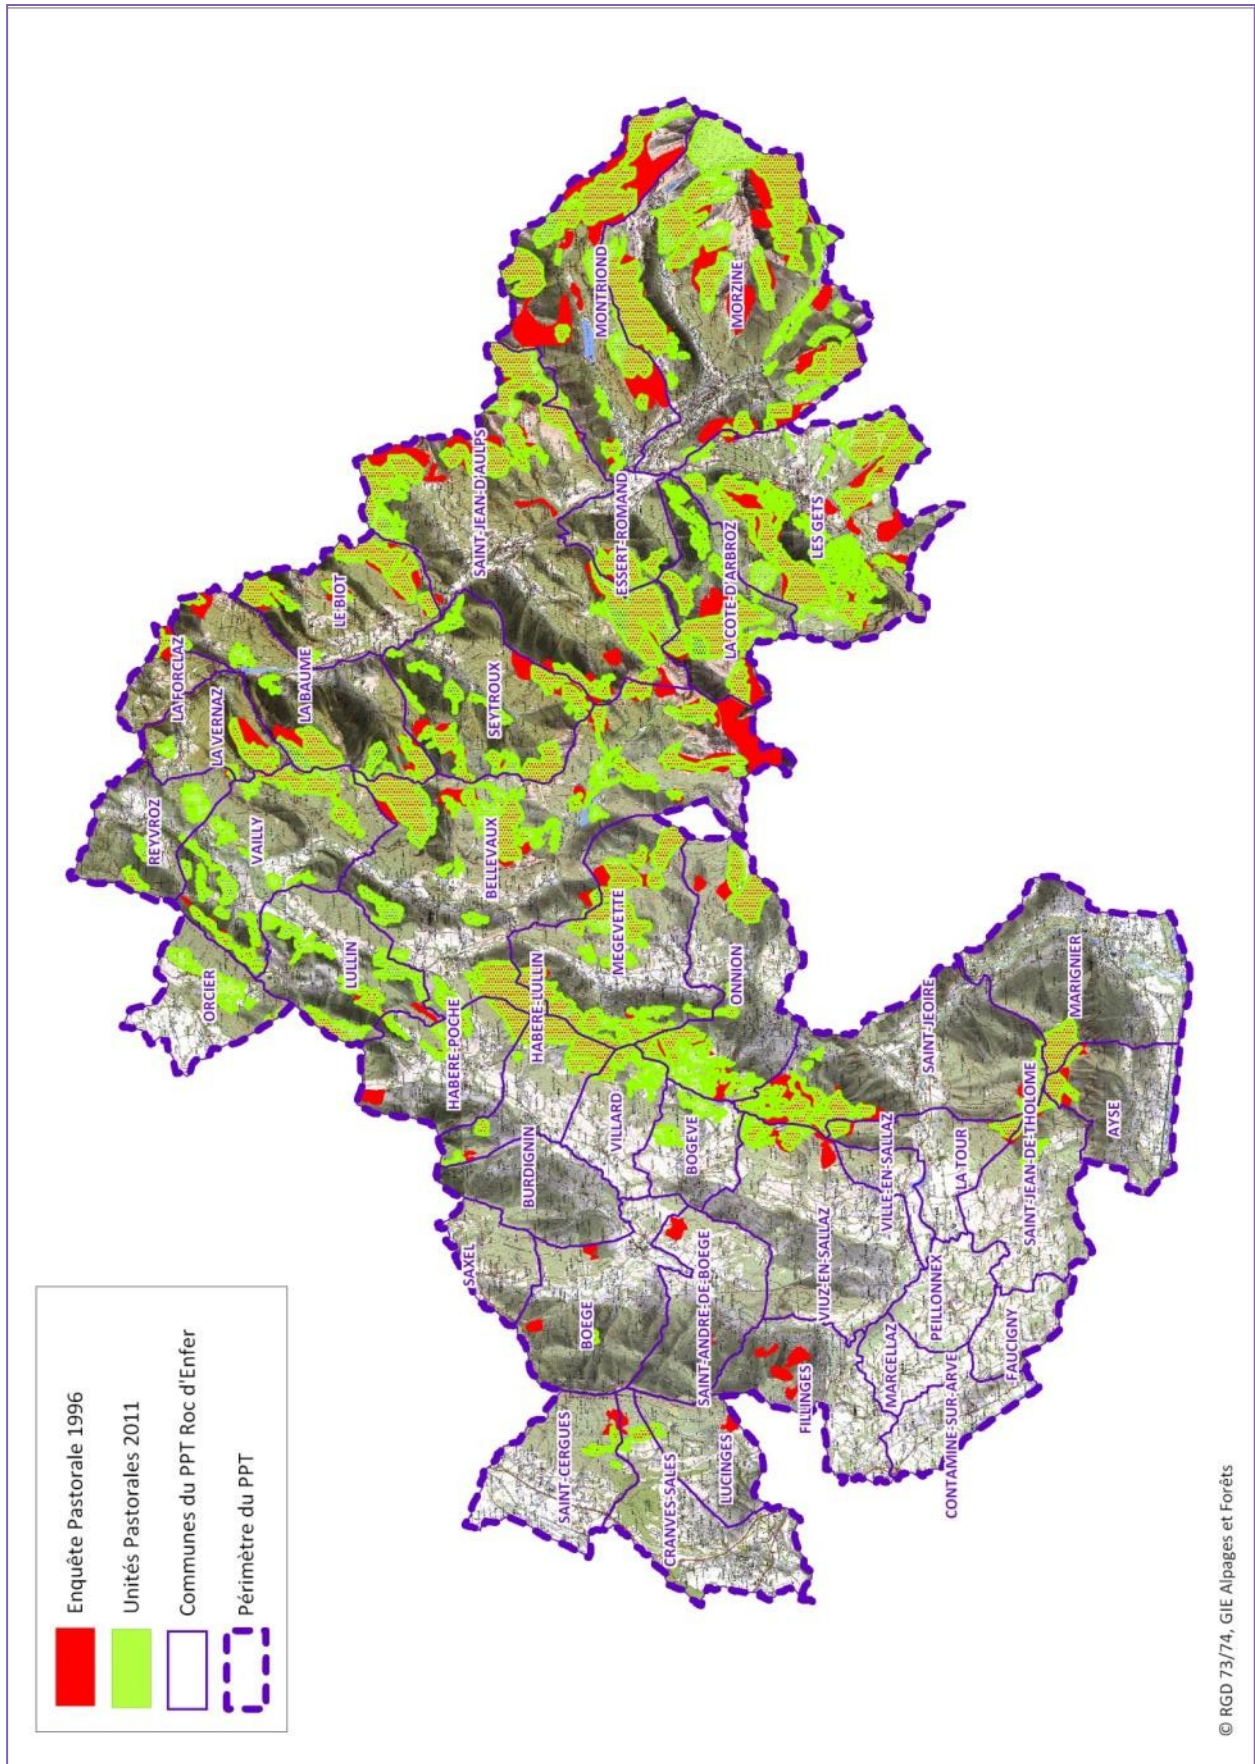 Enquête Pastorale 1996
Unités Pastorales 2011
Communes du PPT Roc d'Enfer
Périmètre du PPT
REYVROZ
LA FORCLAZ
LA VERNAZ
VAILLY
ORCIER
LA BAUME
LE BIOT
LULLIN
SAINT-JEAN-D'AULPS
SEYTROUX
BELLEVAUX
HABERE-POCHE
HABERE-LULLIN
MONTRIOND
ESSERT-ROMAND
MEGEVETTE
BURDIGNIN
SAXEL
VILLARD
BOEGE
SAINT-CERGUES
BOGEVE
MORZINE
LA COTE-D'ARBROZ
ONNION
SAINT-ANDRE-DE-BOEGE
CRANVES-SALES
LUCINGES
LES GETS
VIUZ-EN-SALLAZ
FILLINGES
VILLE-EN-SALLAZ
SAINT-JEOIRE
MARCELLAZ
PEILLONNEX
LA TOUR
CONTAMINE-SUR-ARVE
FAUCIGNY
SAINT-JEAN-DE-THOLOME
MARIGNIER
AYSE
© RGD 73/74, GIE Alpages et Forêts